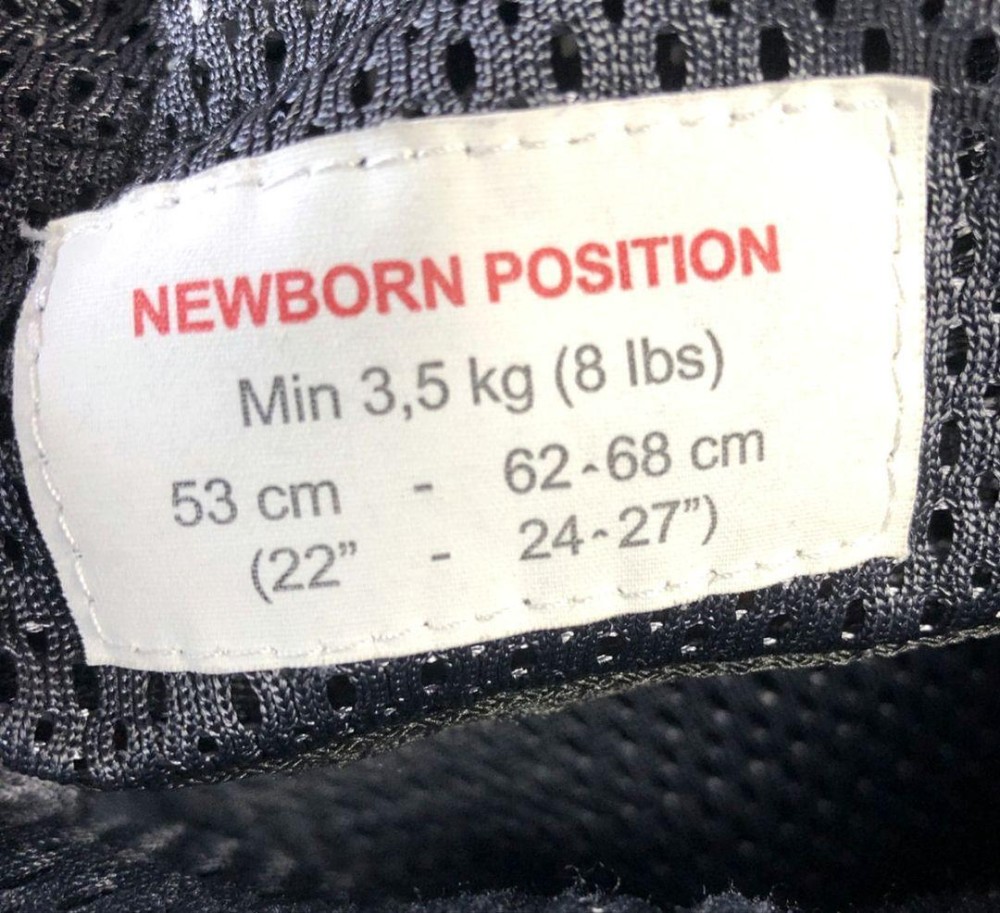 NEWBORN POSITION
Min 3,5 kg (8 lbs)
53 cm - 62-68 cm
(22” - 24-27”)